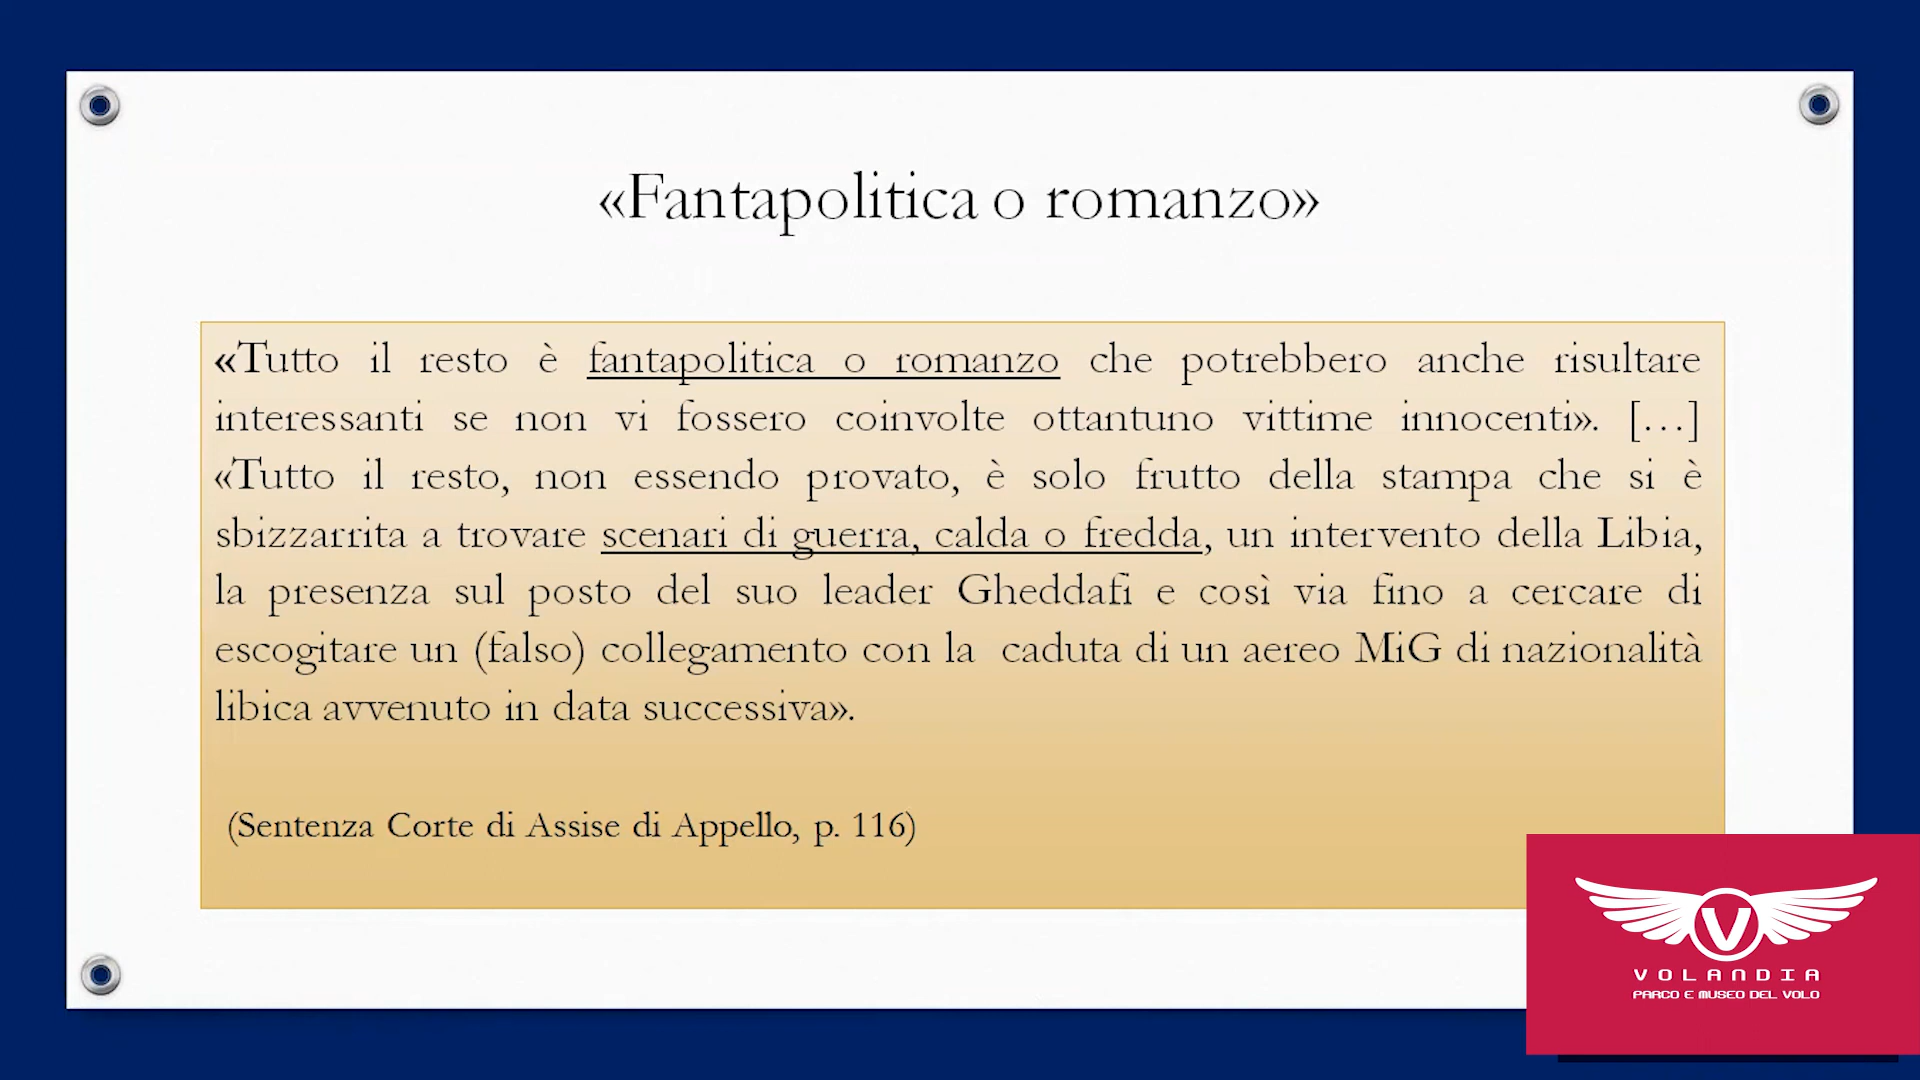 «Fantapolitica o romanzo»
«Tutto il resto è fantapolitica o romanzo che potrebbero anche risultare
interessanti se non vi fossero coinvolte ottantuno vittime innocenti». […]
«Tutto il resto, non essendo provato, è solo frutto della stampa che si è
sbizzarrita a trovare scenari di guerra, calda o fredda, un intervento della Libia,
la presenza sul posto del suo leader Gheddafi e così via fino a cercare di
escogitare un (falso) collegamento con la caduta di un aereo MiG di nazionalità
libica avvenuto in data successiva».
(Sentenza Corte di Assise di Appello, p. 116)
V
VOLANDIA
PARCO E MUSEO DEL VOLO